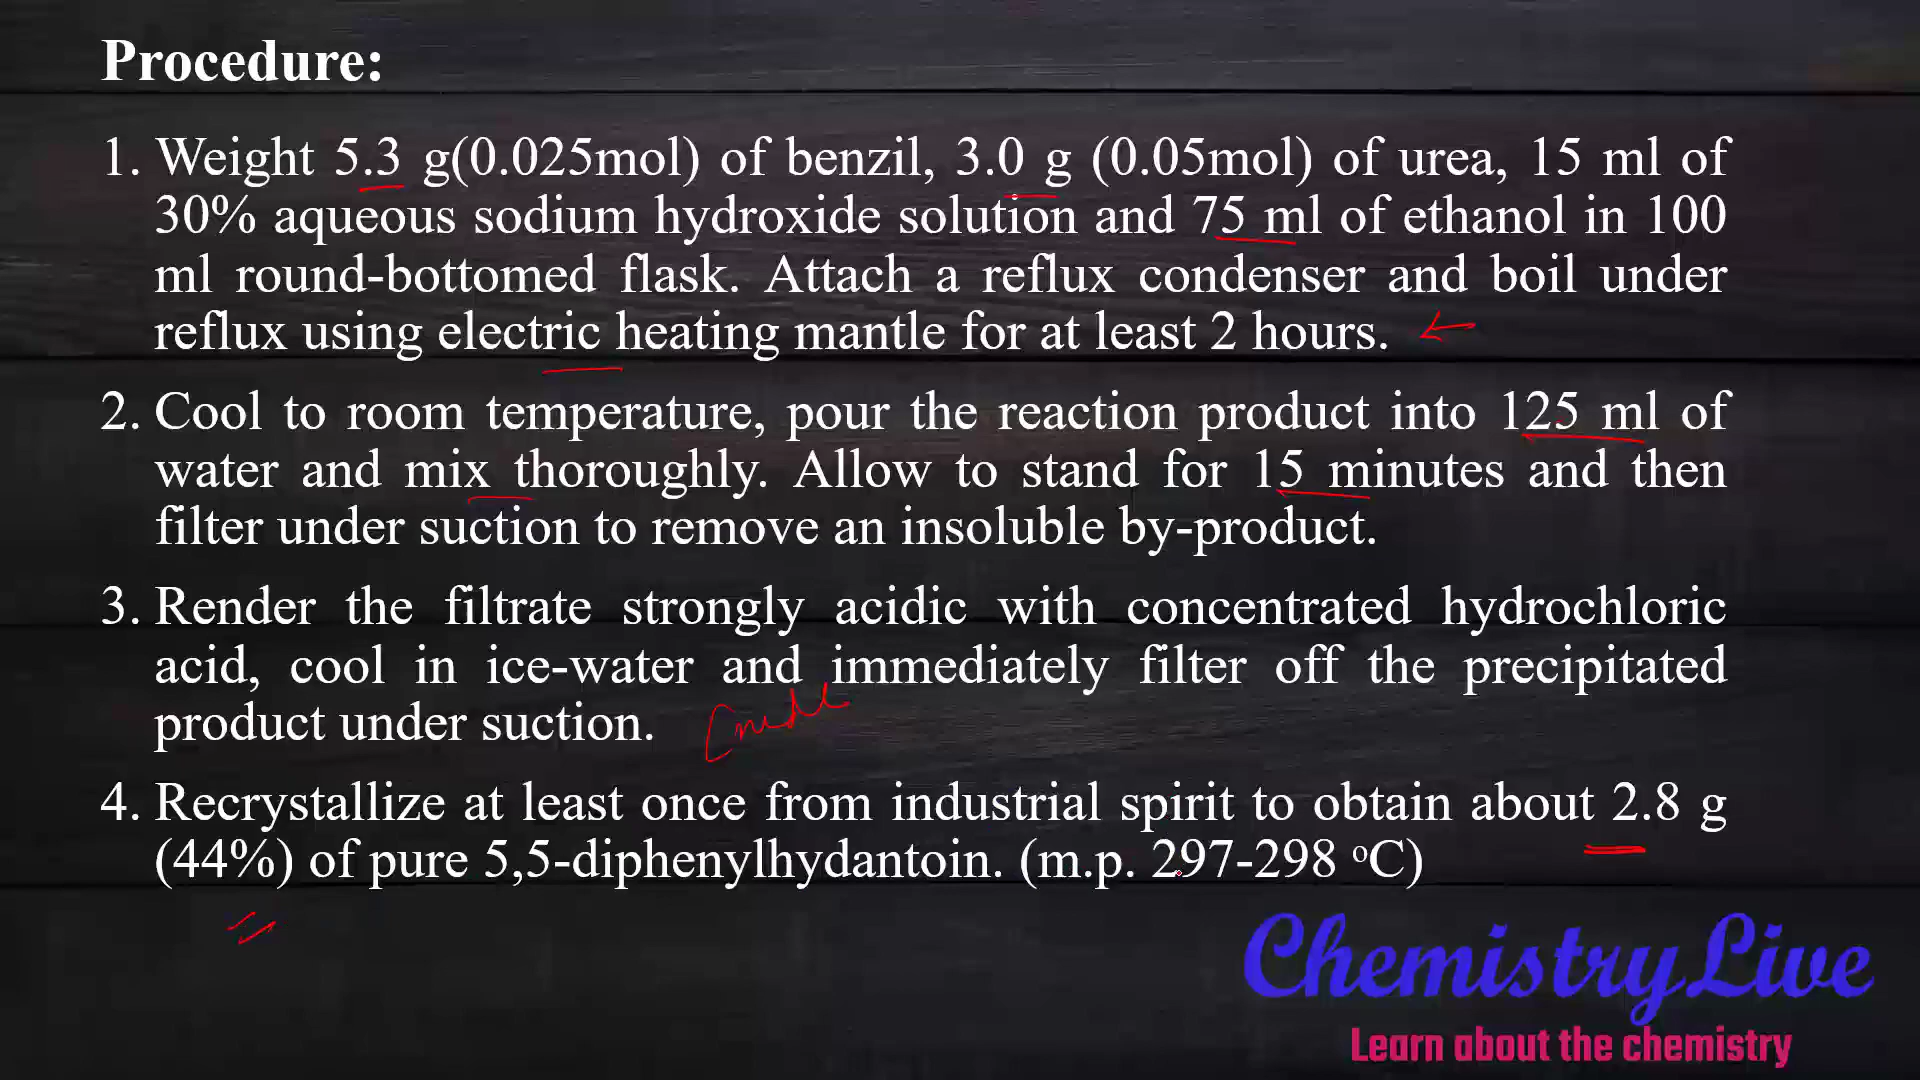 Procedure:
1. Weight 5.3 g(0.025mol) of benzil, 3.0 g (0.05mol) of urea, 15 ml of
30% aqueous sodium hydroxide solution and 75 ml of ethanol in 100
ml round-bottomed flask. Attach a reflux condenser and boil under
reflux using electric heating mantle for at least 2 hours. ←
2. Cool to room temperature, pour the reaction product into 125 ml of
water and mix thoroughly. Allow to stand for 15 minutes and then
filter under suction to remove an insoluble by-product.
3. Render the filtrate strongly acidic with concentrated hydrochloric
acid, cool in ice-water and immediately filter off the precipitated
product under suction. Crude
4. Recrystallize at least once from industrial spirit to obtain about 2.8 g
(44%) of pure 5,5-diphenylhydantoin. (m.p. 297-298 ºC)
ChemistryLive
Learn about the chemistry